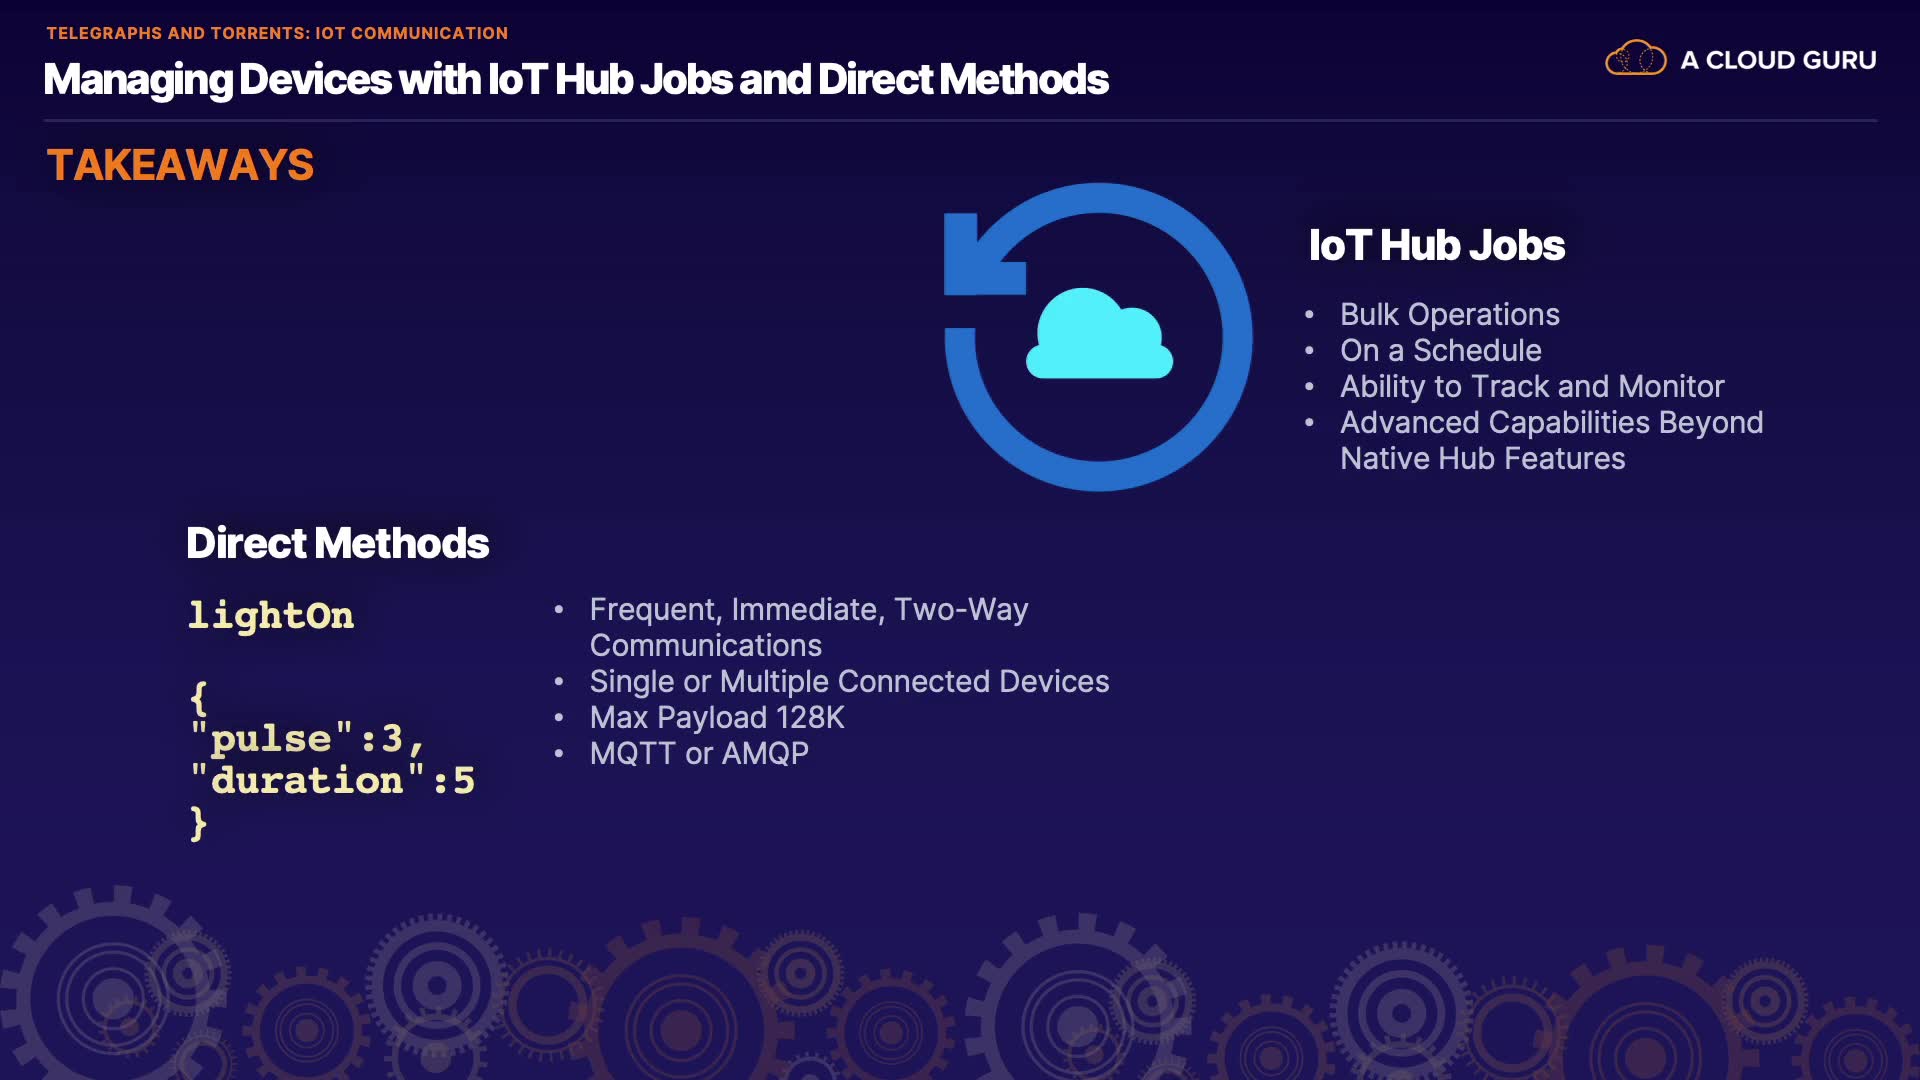 TELEGRAPHS AND TORRENTS: IOT COMMUNICATION
Managing Devices with IoT Hub Jobs and Direct Methods
A CLOUD GURU
TAKEAWAYS
IoT Hub Jobs
• Bulk Operations
• On a Schedule
• Ability to Track and Monitor
• Advanced Capabilities Beyond
Native Hub Features
Direct Methods
lightOn
{
"pulse":3,
"duration":5
}
• Frequent, Immediate, Two-Way
Communications
• Single or Multiple Connected Devices
• Max Payload 128K
• MQTT or AMQP